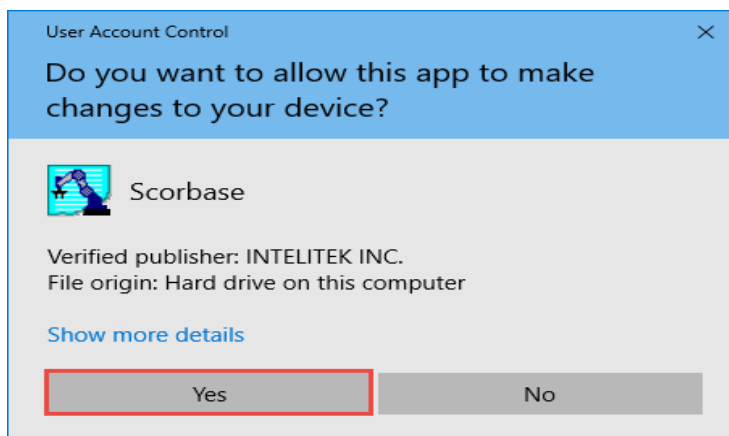 User Account Control
Do you want to allow this app to make
changes to your device?
Scorbase
Verified publisher: INTELITEK INC.
File origin: Hard drive on this computer
Show more details
Yes
No